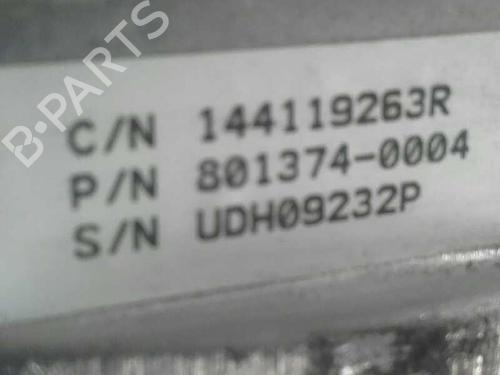 B-PARTS
C/N 144119263R
P/N 801374-0004
S/N UDH09232P